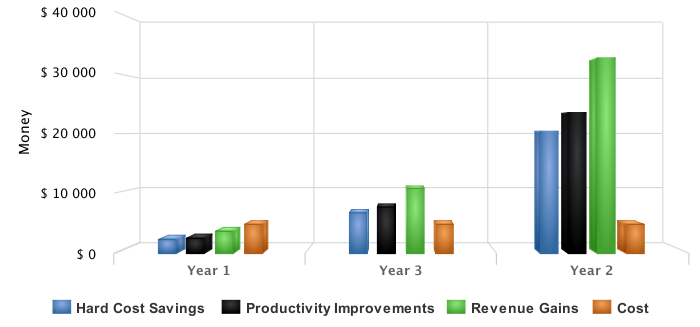 $ 40 000
$ 30 000
$ 20 000
$ 10 000
$ 0
Money
Year 1 Year 3 Year 2
Hard Cost Savings Productivity Improvements Revenue Gains Cost